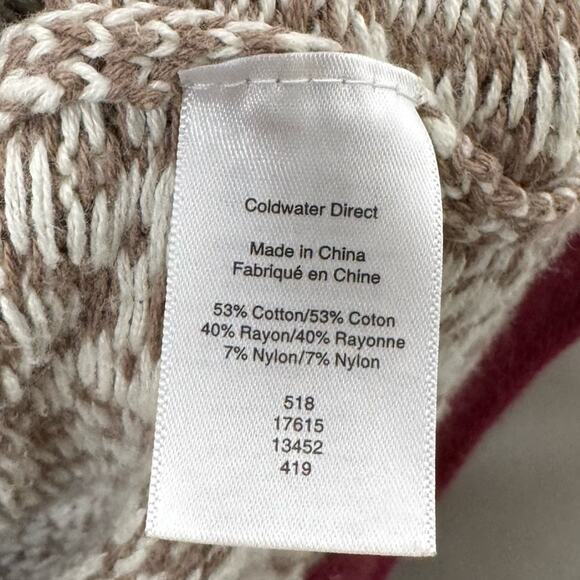 Coldwater Direct
Made in China
Fabriqué en Chine
53% Cotton/53% Coton
40% Rayon/40% Rayonne
7% Nylon/7% Nylon
518
17615
13452
419